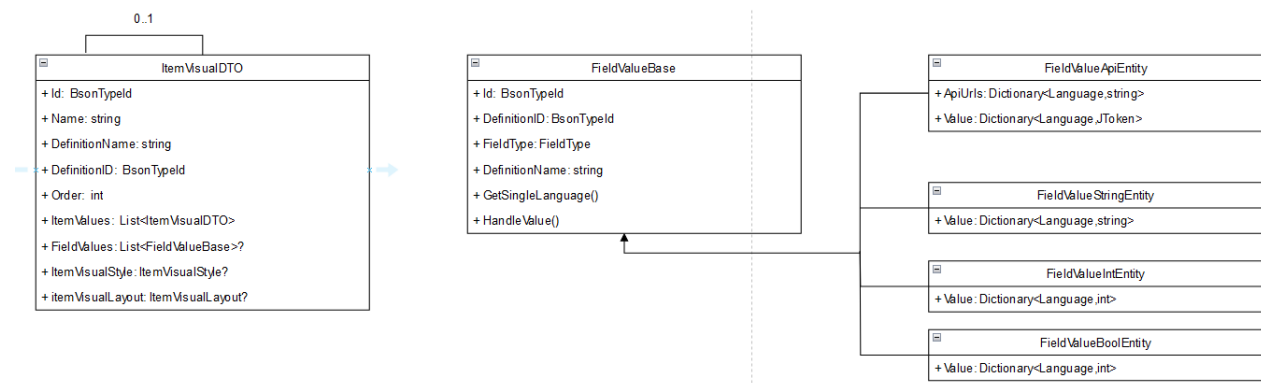 0..1
ItemVisualDTO
+ Id: BsonTypeId
+ Name: string
+ DefinitionName: string
+ DefinitionID: BsonTypeId
+ Order: int
+ ItemValues: List<ItemVisualDTO>
+ FieldValues: List<FieldValueBase>?
+ ItemVisualStyle: ItemVisualStyle?
+ itemVisualLayout: ItemVisualLayout?
FieldValueBase
+ Id: BsonTypeId
+ DefinitionID: BsonTypeId
+ FieldType: FieldType
+ DefinitionName: string
+ GetSingleLanguage()
+ HandleValue()
FieldValueApiEntity
+ ApiUrls: Dictionary<Language,string>
+ Value: Dictionary<Language,JToken>
FieldValueStringEntity
+ Value: Dictionary<Language,string>
FieldValueIntEntity
+ Value: Dictionary<Language,int>
FieldValueBoolEntity
+ Value: Dictionary<Language,int>